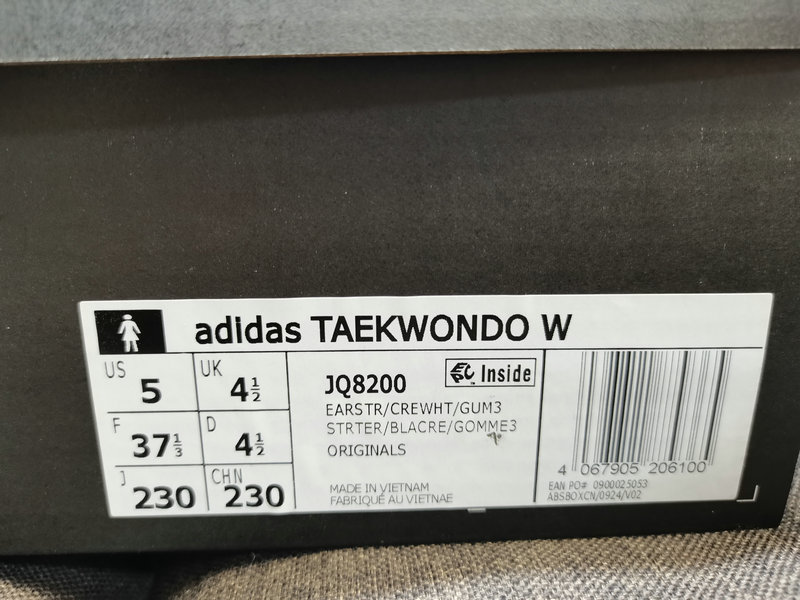 adidas TAEKWONDO W
US 5
UK 4½
F 37⅓
D 4½
J 230
CHN 230
JQ8200
EPC Inside
EARSTR/CREWHT/GUM3
STRTER/BLACRE/GOMME3
ORIGINALS
MADE IN VIETNAM
FABRIQUÉ AU VIETNAE
4 067905 206100
EAN PO# 0900025053
ABSBOXCN/0924/V02